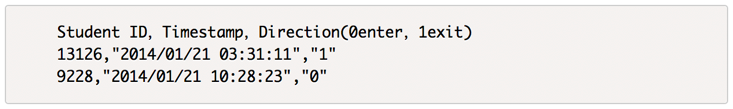 Student ID, Timestamp, Direction(0enter, 1exit)
13126,"2014/01/21 03:31:11","1"
9228,"2014/01/21 10:28:23","0"